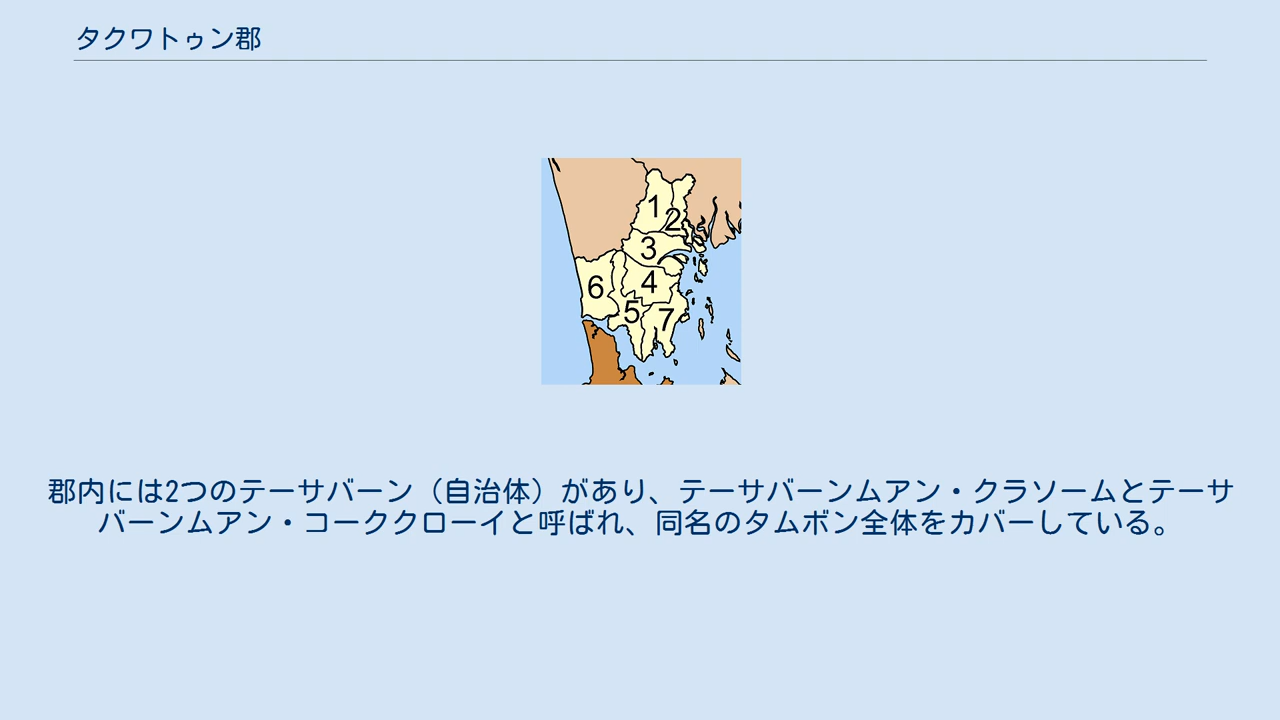 タクワトゥン郡
1
2
3
4
6
5
7
郡内には2つのテーサバーン（自治体）があり、テーサバーンムアン・クラソームとテーサ
バーンムアン・コーククローイと呼ばれ、同名のタムボン全体をカバーしている。